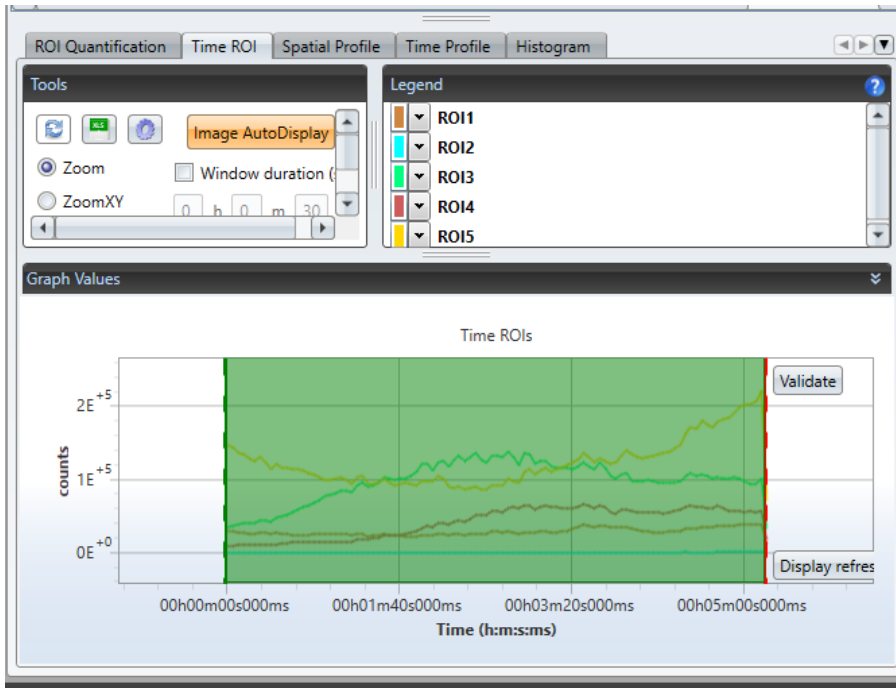 ROI Quantification Time ROI Spatial Profile Time Profile Histogram
Tools
XLS
Image AutoDisplay
Zoom
Window duration (
ZoomXY
0 h 0 m 30
Legend
?
ROI1
ROI2
ROI3
ROI4
ROI5
Graph Values
Time ROIs
Validate
2E+5
1E+5
0E+0
counts
Display refres
00h00m00s000ms 00h01m40s000ms 00h03m20s000ms 00h05m00s000ms
Time (h:m:s:ms)